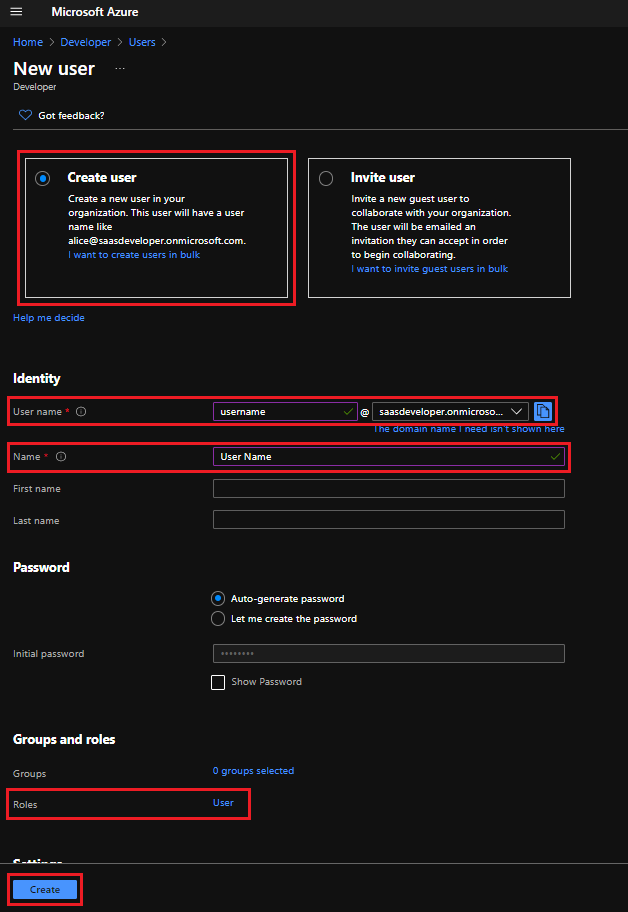 Microsoft Azure
Home > Developer > Users >
New user ...
Developer
Got feedback?
Create user
Create a new user in your
organization. This user will have a user
name like
alice@saasdeveloper.onmicrosoft.com.
I want to create users in bulk
Invite user
Invite a new guest user to
collaborate with your organization.
The user will be emailed an
invitation they can accept in order
to begin collaborating.
I want to invite guest users in bulk
Help me decide
Identity
User name * username @ saasdeveloper.onmicroso...
The domain name I need isn't shown here
Name * User Name
First name
Last name
Password
Auto-generate password
Let me create the password
Initial password ••••••••
Show Password
Groups and roles
Groups 0 groups selected
Roles User
Settings
Create